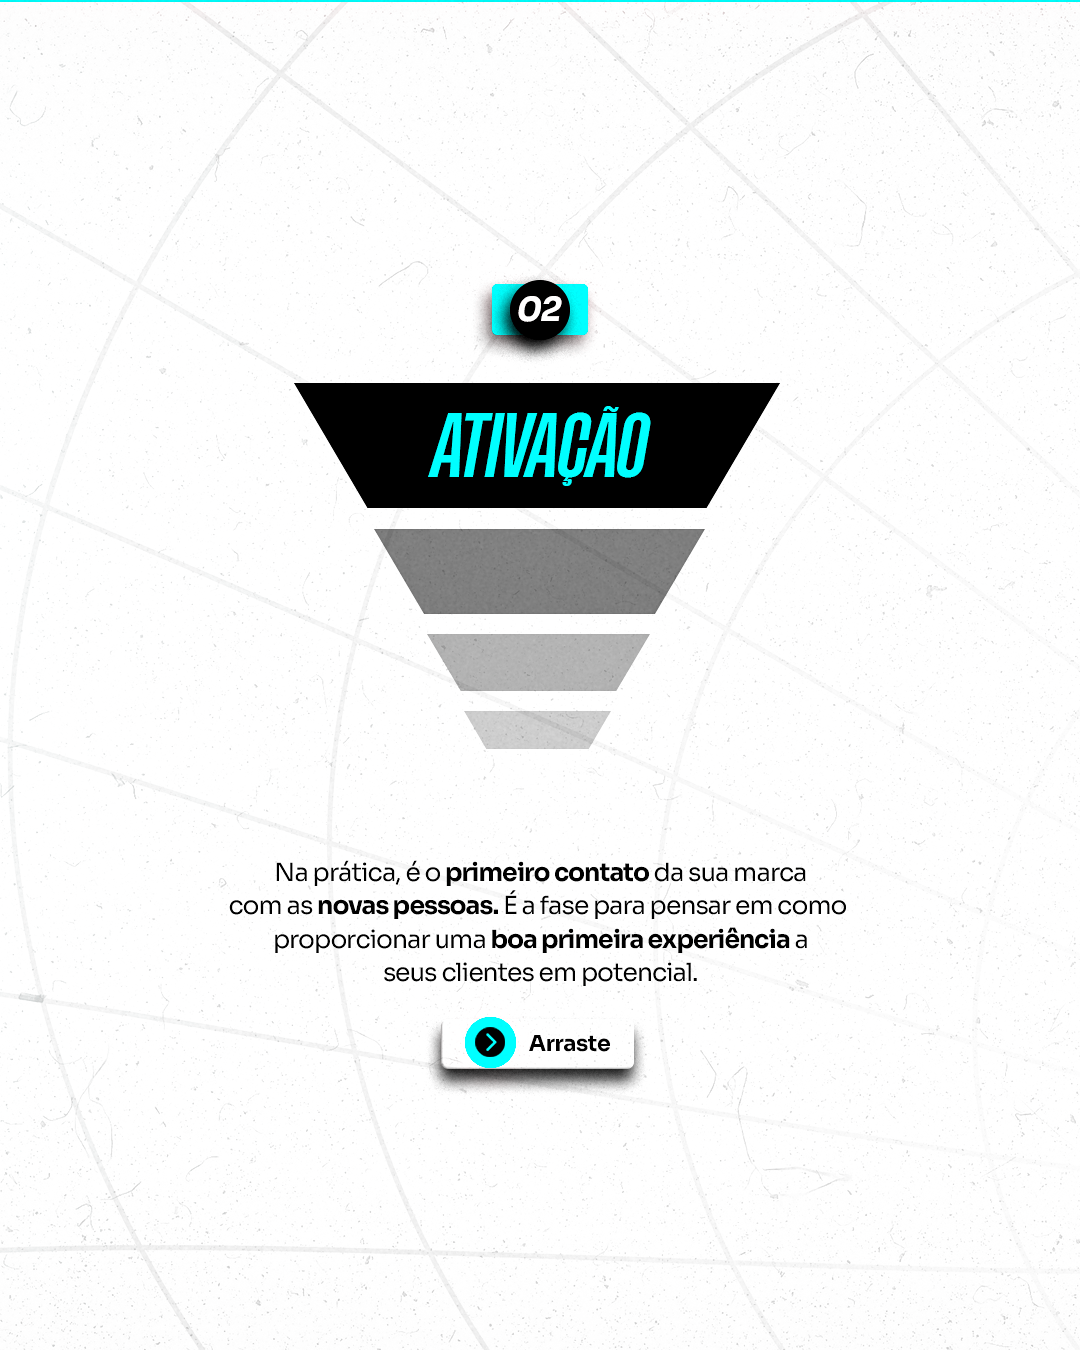 02
ATIVAÇÃO
Na prática, é o primeiro contato da sua marca
com as novas pessoas. É a fase para pensar em como
proporcionar uma boa primeira experiência a
seus clientes em potencial.
Arraste